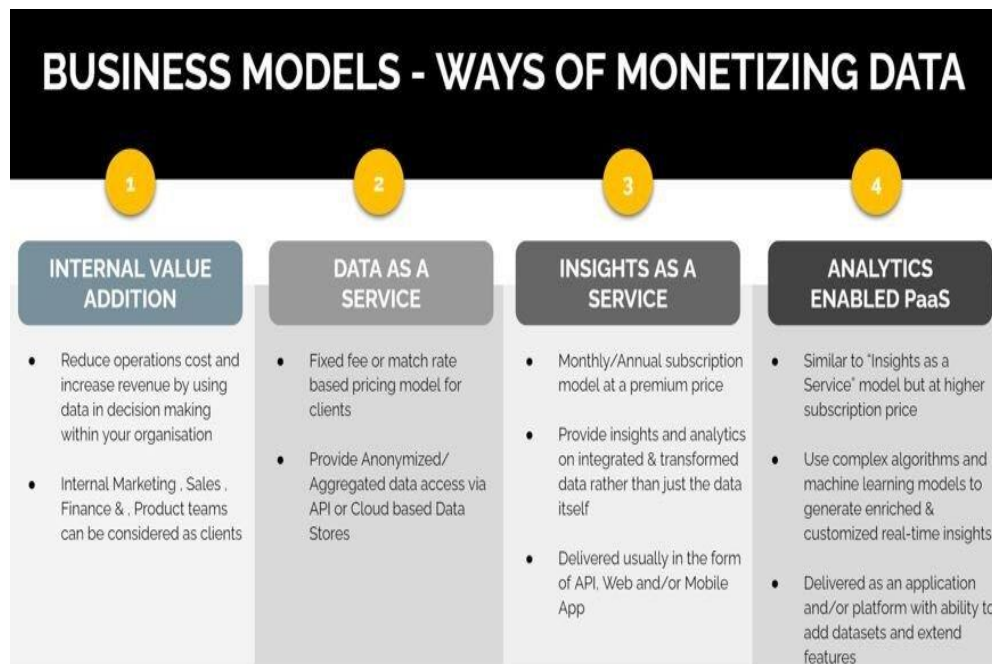 BUSINESS MODELS - WAYS OF MONETIZING DATA
1
INTERNAL VALUE
ADDITION
• Reduce operations cost and
increase revenue by using
data in decision making
within your organisation
• Internal Marketing , Sales ,
Finance & , Product teams
can be considered as clients
2
DATA AS A
SERVICE
• Fixed fee or match rate
based pricing model for
clients
• Provide Anonymized/
Aggregated data access via
API or Cloud based Data
Stores
3
INSIGHTS AS A
SERVICE
• Monthly/Annual subscription
model at a premium price
• Provide insights and analytics
on integrated & transformed
data rather than just the data
itself
• Delivered usually in the form
of API, Web and/or Mobile
App
4
ANALYTICS
ENABLED PaaS
• Similar to "Insights as a
Service" model but at higher
subscription price
• Use complex algorithms and
machine learning models to
generate enriched &
customized real-time insights
• Delivered as an application
and/or platform with ability to
add datasets and extend
features